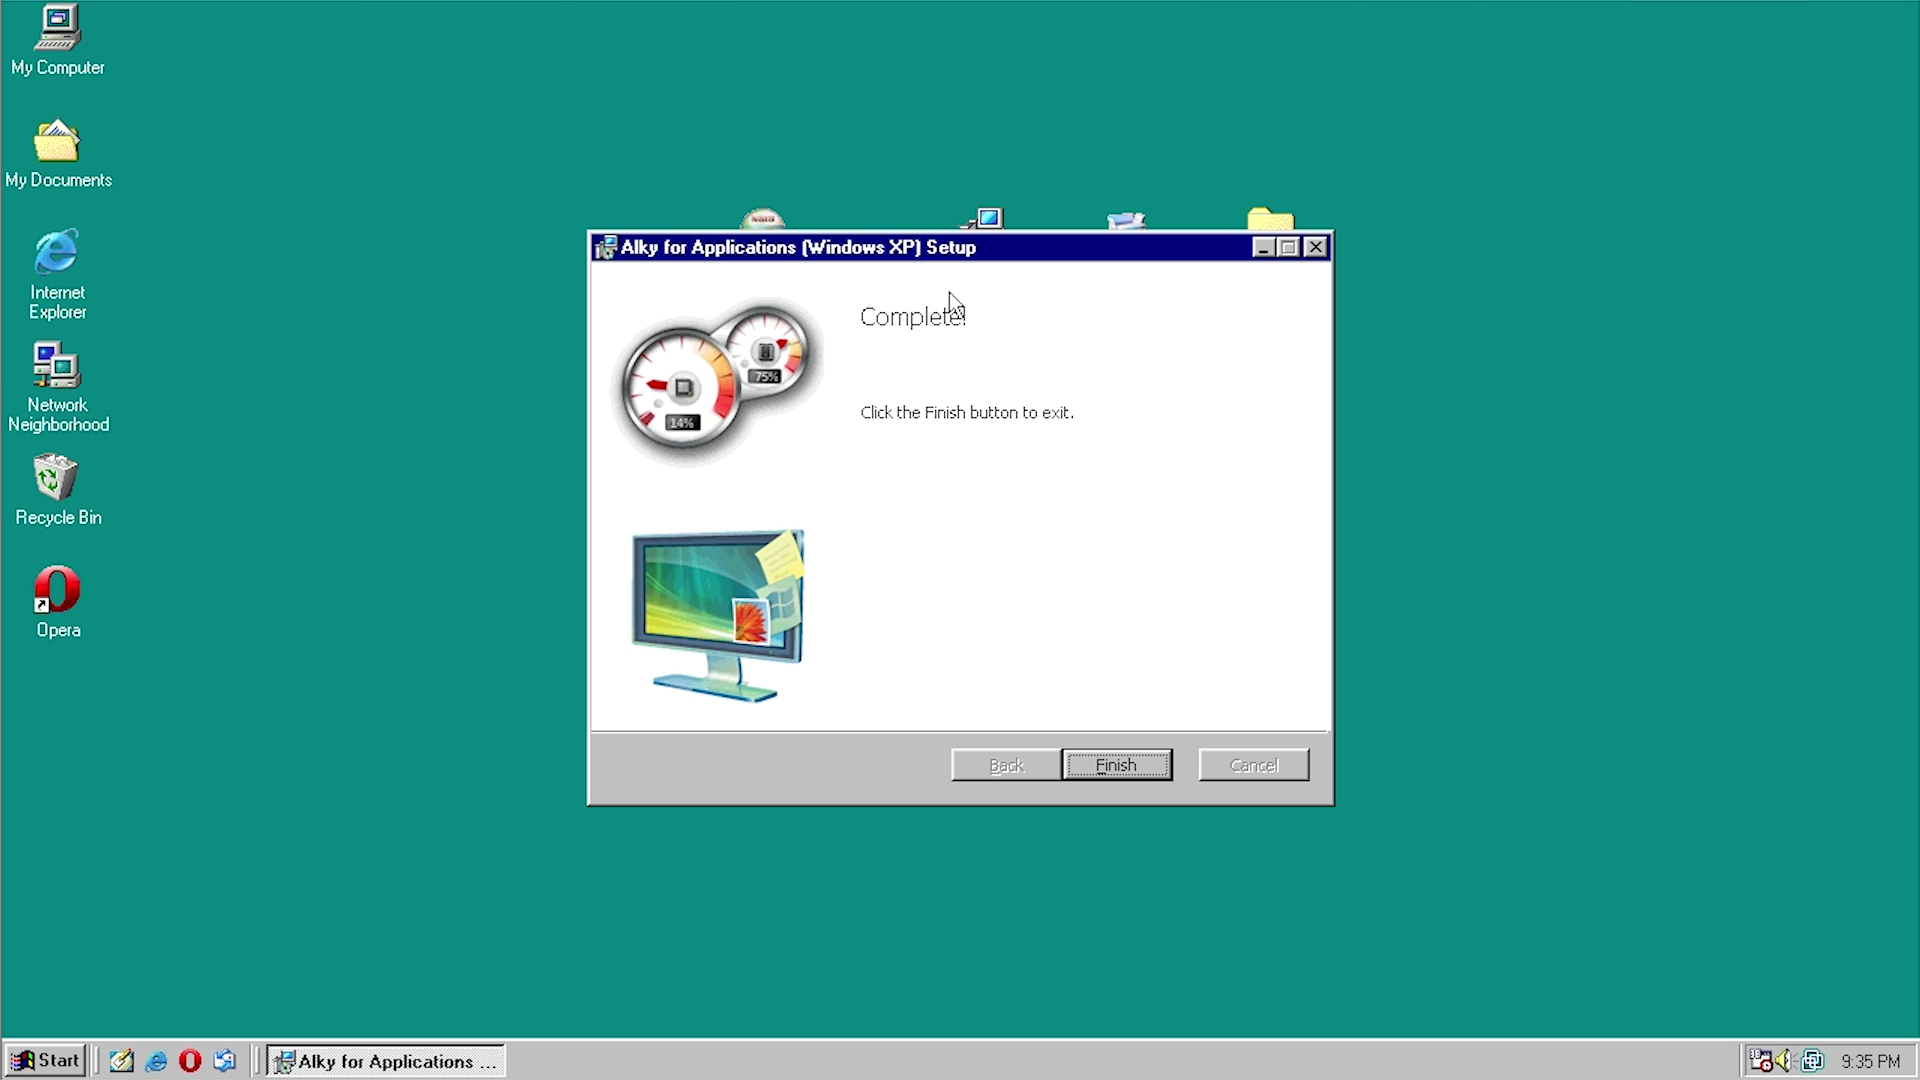 My Computer
My Documents
Internet
Explorer
Network
Neighborhood
Recycle Bin
Opera
Alky for Applications (Windows XP) Setup
Complete!
Click the Finish button to exit.
75%
14%
Back
Finish
Cancel
Start
Alky for Applications ...
9:35 PM